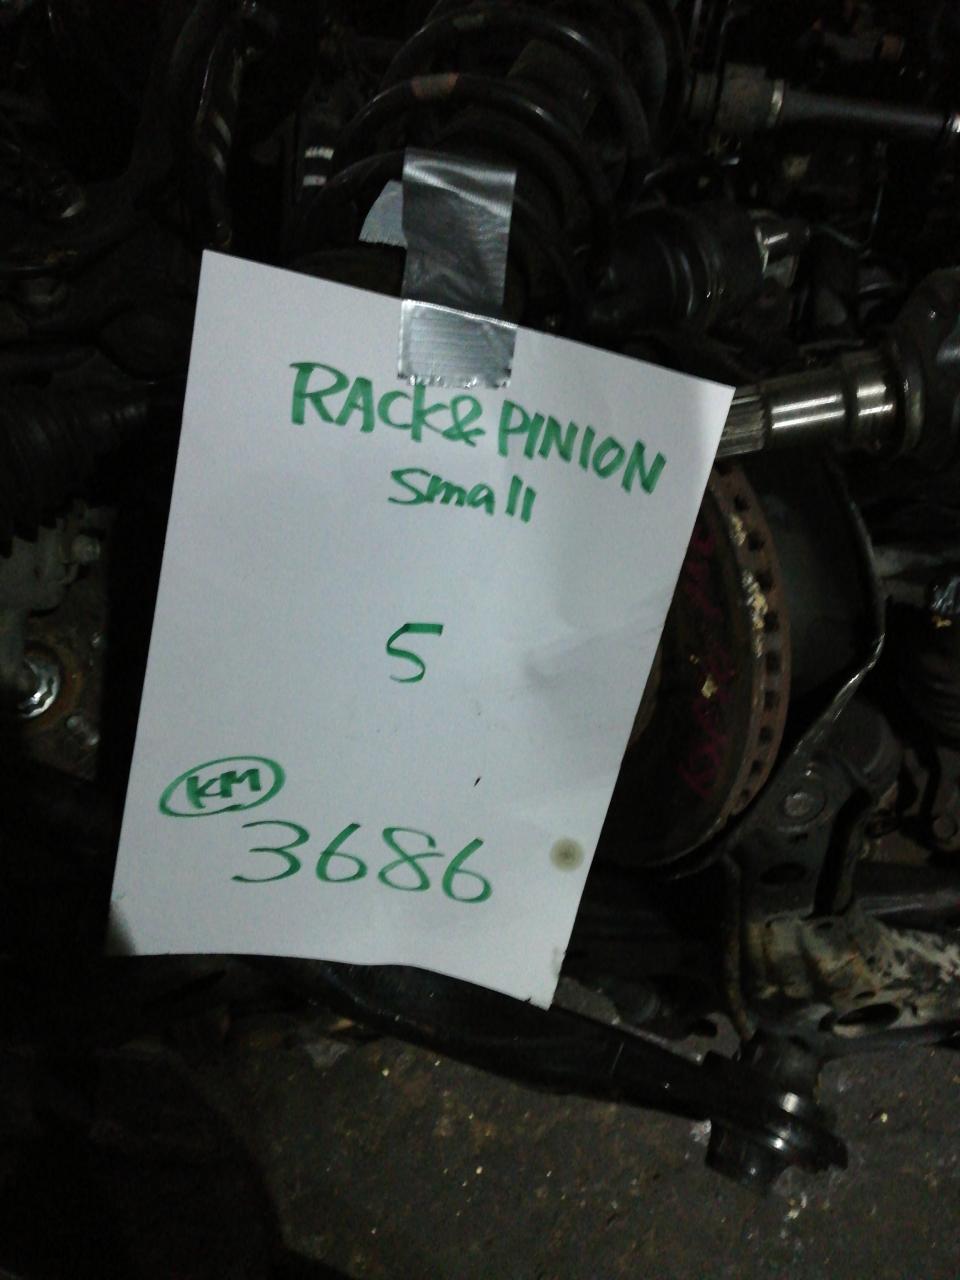 RACK & PINION
Small
5
KM
3686